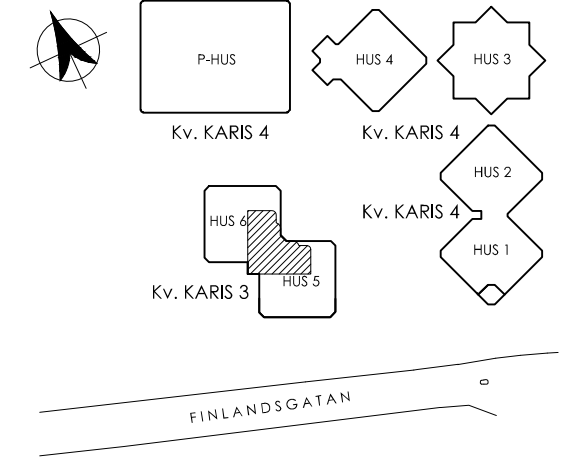 P-HUS
HUS 4
HUS 3
Kv. KARIS 4
Kv. KARIS 4
HUS 2
Kv. KARIS 4
HUS 6
HUS 1
HUS 5
Kv. KARIS 3
FINLANDSGATAN